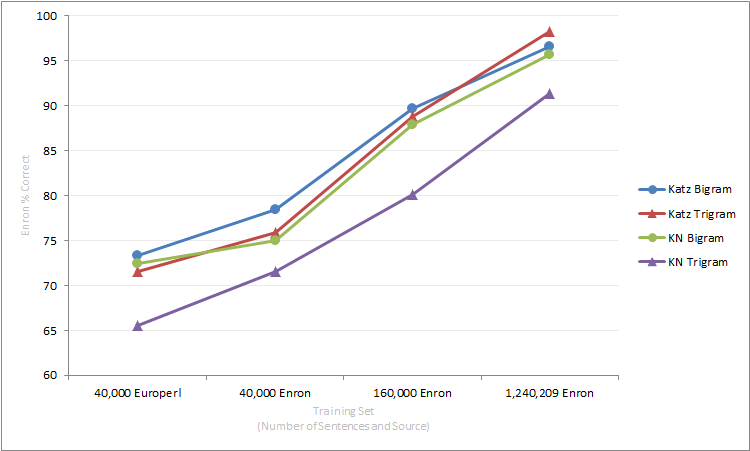 100
95
90
85
80
75
70
65
60
Enron % Correct
40,000 Europerl
40,000 Enron
160,000 Enron
1,240,209 Enron
Training Set
(Number of Sentences and Source)
Katz Bigram
Katz Trigram
KN Bigram
KN Trigram